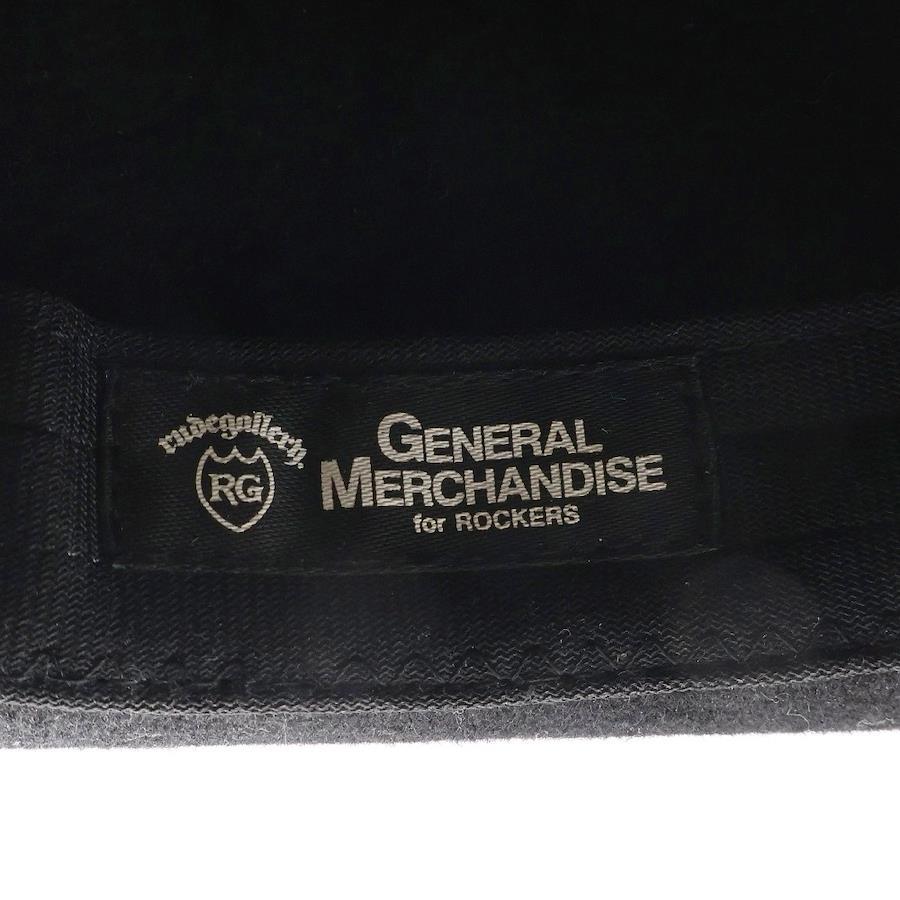 rudegallery.
RG
GENERAL
MERCHANDISE
for ROCKERS